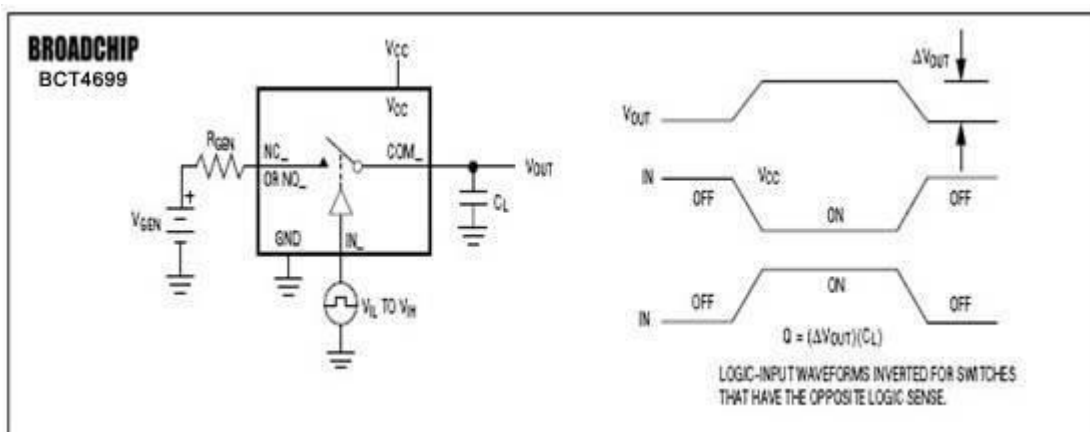 BROADCHIP
BCT4699
VCC
VCC
RGEN
NC_
OR NO_
COM_
VOUT
CL
VGEN
GND
IN_
VIL TO VIH
ΔVOUT
VOUT
IN
VCC
OFF
ON
OFF
IN
OFF
ON
OFF
Q = (ΔVOUT)(CL)
LOGIC-INPUT WAVEFORMS INVERTED FOR SWITCHES
THAT HAVE THE OPPOSITE LOGIC SENSE.